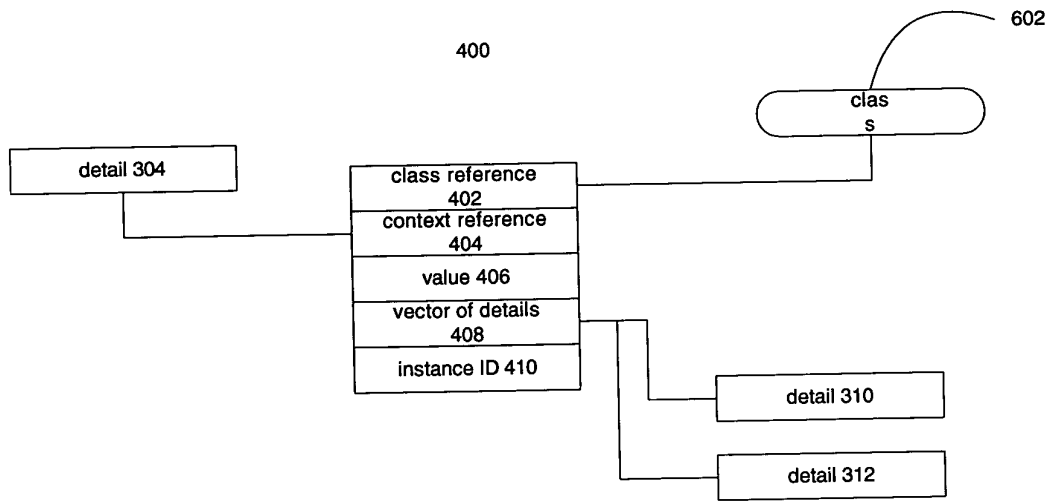 602
400
clas
s
detail 304
class reference
402
context reference
404
value 406
vector of details
408
instance ID 410
detail 310
detail 312